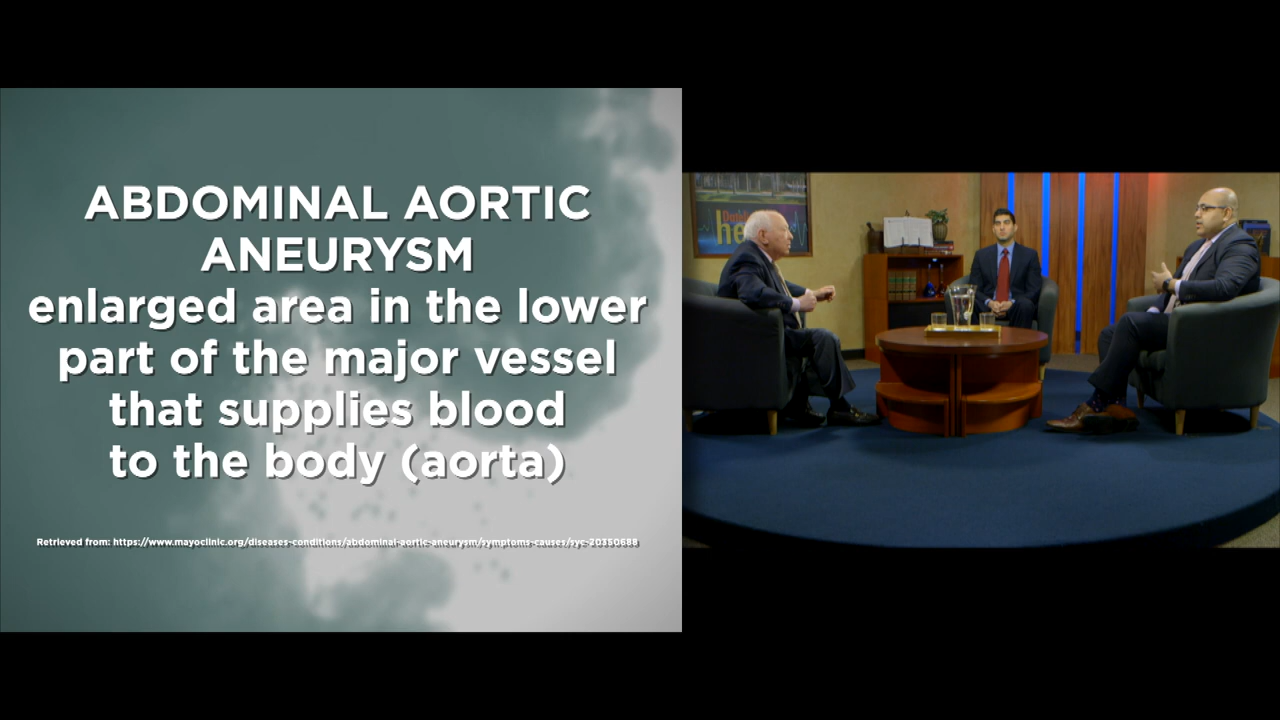 ABDOMINAL AORTIC
ANEURYSM
enlarged area in the lower
part of the major vessel
that supplies blood
to the body (aorta)
Retrieved from: https://www.mayoclinic.org/diseases-conditions/abdominal-aortic-aneurysm/symptoms-causes/syc-20350688